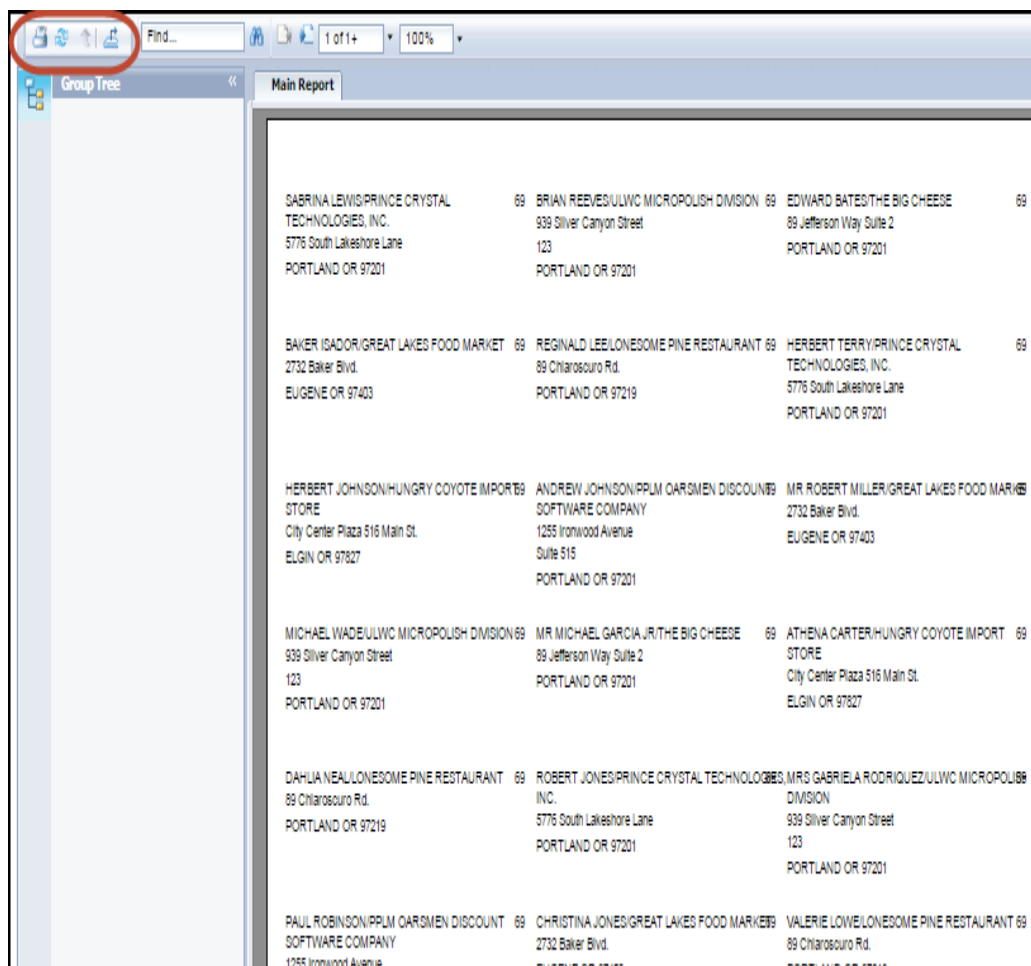 Find...
1 of 1+
100%
Group Tree
Main Report
SABRINA LEWIS/PRINCE CRYSTAL 69
TECHNOLOGIES, INC.
5776 South Lakeshore Lane
PORTLAND OR 97201
BRIAN REEVES/ULWC MICROPOLISH DIVISION 69
939 Silver Canyon Street
123
PORTLAND OR 97201
EDWARD BATES/THE BIG CHEESE 69
89 Jefferson Way Suite 2
PORTLAND OR 97201
BAKER ISADOR/GREAT LAKES FOOD MARKET 69
2732 Baker Blvd.
EUGENE OR 97403
REGINALD LEE/LONESOME PINE RESTAURANT 69
89 Chiaroscuro Rd.
PORTLAND OR 97219
HERBERT TERRY/PRINCE CRYSTAL 69
TECHNOLOGIES, INC.
5776 South Lakeshore Lane
PORTLAND OR 97201
HERBERT JOHNSON/HUNGRY COYOTE IMPORT 69
STORE
City Center Plaza 516 Main St.
ELGIN OR 97827
ANDREW JOHNSON/PPLM OARSMEN DISCOUNT 69
SOFTWARE COMPANY
1255 Ironwood Avenue
Suite 515
PORTLAND OR 97201
MR ROBERT MILLER/GREAT LAKES FOOD MARKE 69
2732 Baker Blvd.
EUGENE OR 97403
MICHAEL WADE/ULWC MICROPOLISH DIVISION 69
939 Silver Canyon Street
123
PORTLAND OR 97201
MR MICHAEL GARCIA JR/THE BIG CHEESE 69
89 Jefferson Way Suite 2
PORTLAND OR 97201
ATHENA CARTER/HUNGRY COYOTE IMPORT 69
STORE
City Center Plaza 516 Main St.
ELGIN OR 97827
DAHLIA NEAL/LONESOME PINE RESTAURANT 69
89 Chiaroscuro Rd.
PORTLAND OR 97219
ROBERT JONES/PRINCE CRYSTAL TECHNOLOGIES, 69
INC.
5776 South Lakeshore Lane
PORTLAND OR 97201
MRS GABRIELA RODRIQUEZ/ULWC MICROPOLIS 69
DIVISION
939 Silver Canyon Street
123
PORTLAND OR 97201
PAUL ROBINSON/PPLM OARSMEN DISCOUNT 69
SOFTWARE COMPANY
1255 Ironwood Avenue
CHRISTINA JONES/GREAT LAKES FOOD MARKET 69
2732 Baker Blvd.
VALERIE LOWE/LONESOME PINE RESTAURANT 69
89 Chiaroscuro Rd.